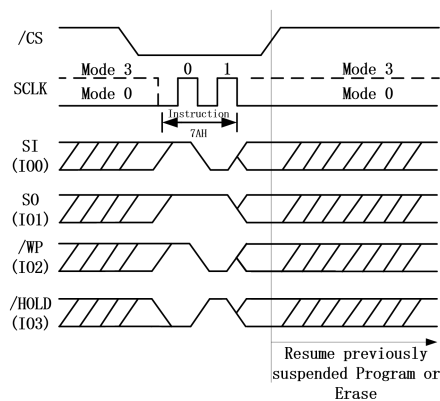 /CS
Mode 3
0
1
Mode 3
SCLK
Mode 0
Mode 0
Instruction
7AH
SI
(IO0)
SO
(IO1)
/WP
(IO2)
/HOLD
(IO3)
Resume previously
suspended Program or
Erase